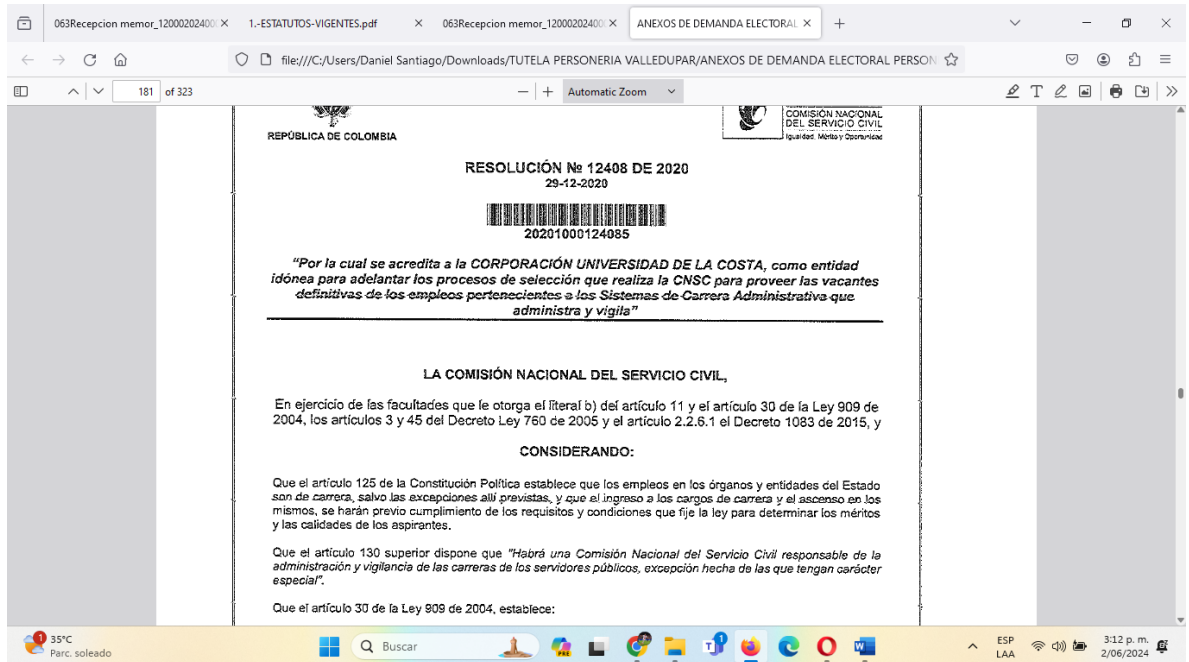 063Recepcion memor_120002024000
1.-ESTATUTOS-VIGENTES.pdf
063Recepcion memor_120002024000
ANEXOS DE DEMANDA ELECTORAL
file:///C:/Users/Daniel Santiago/Downloads/TUTELA PERSONERIA VALLEDUPAR/ANEXOS DE DEMANDA ELECTORAL PERSON
181 of 323
Automatic Zoom
REPÚBLICA DE COLOMBIA
COMISIÓN NACIONAL
DEL SERVICIO CIVIL
Igualdad, Mérito y Oportunidad
RESOLUCIÓN № 12408 DE 2020
29-12-2020
20201000124085
"Por la cual se acredita a la CORPORACIÓN UNIVERSIDAD DE LA COSTA, como entidad
idónea para adelantar los procesos de selección que realiza la CNSC para proveer las vacantes
definitivas de los empleos pertenecientes a los Sistemas de Carrera Administrativa que
administra y vigila"
LA COMISIÓN NACIONAL DEL SERVICIO CIVIL,
En ejercicio de las facultades que le otorga el literal b) del artículo 11 y el artículo 30 de la Ley 909 de
2004, los artículos 3 y 45 del Decreto Ley 760 de 2005 y el artículo 2.2.6.1 el Decreto 1083 de 2015, y
CONSIDERANDO:
Que el artículo 125 de la Constitución Política establece que los empleos en los órganos y entidades del Estado
son de carrera, salvo las excepciones allí previstas, y que el ingreso a los cargos de carrera y el ascenso en los
mismos, se harán previo cumplimiento de los requisitos y condiciones que fije la ley para determinar los méritos
y las calidades de los aspirantes.
Que el artículo 130 superior dispone que "Habrá una Comisión Nacional del Servicio Civil responsable de la
administración y vigilancia de las carreras de los servidores públicos, excepción hecha de las que tengan carácter
especial".
Que el artículo 30 de la Ley 909 de 2004, establece:
1
35°C
Parc. soleado
Buscar
PRE
ESP
LAA
3:12 p. m.
2/06/2024